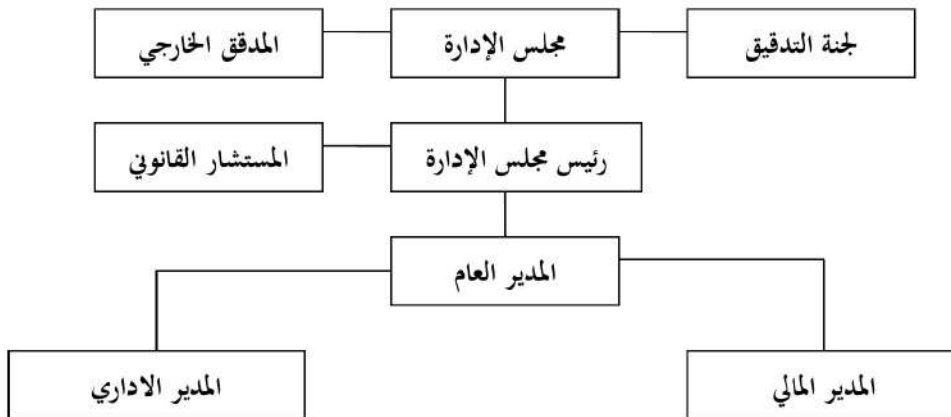 لجنة التدقيق
مجلس الإدارة
المدقق الخارجي
رئيس مجلس الإدارة
المستشار القانوني
المدير العام
المدير المالي
المدير الاداري